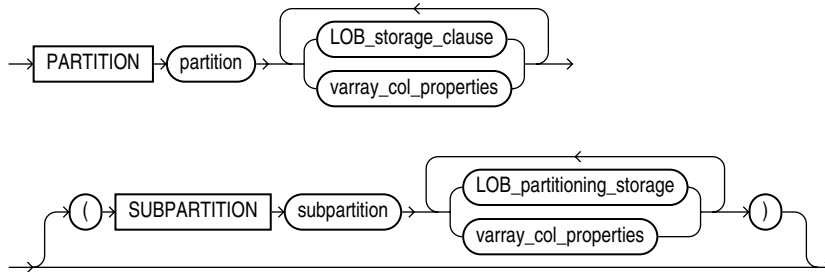 LOB_storage_clause
PARTITION partition
varray_col_properties
LOB_partitioning_storage
( SUBPARTITION subpartition )
varray_col_properties